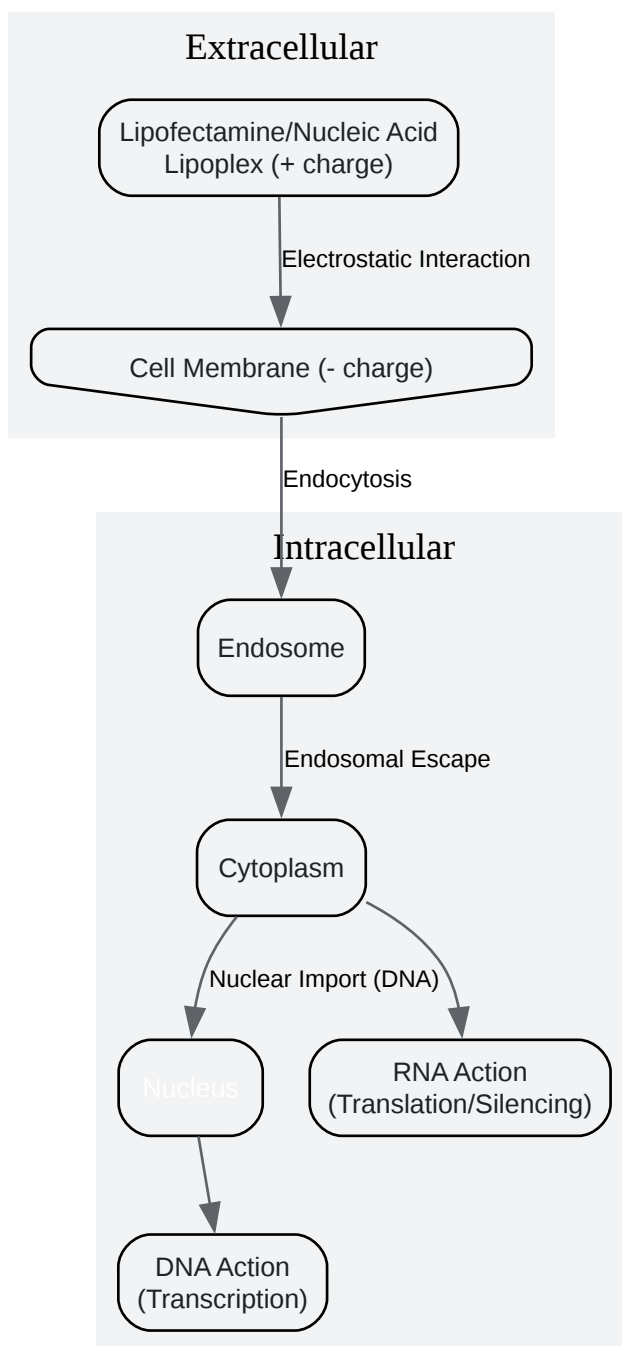 Extracellular
Lipofectamine/Nucleic Acid
Lipoplex (+ charge)
Electrostatic Interaction
Cell Membrane (- charge)
Endocytosis
Intracellular
Endosome
Endosomal Escape
Cytoplasm
Nuclear Import (DNA)
Nucleus
RNA Action
(Translation/Silencing)
DNA Action
(Transcription)